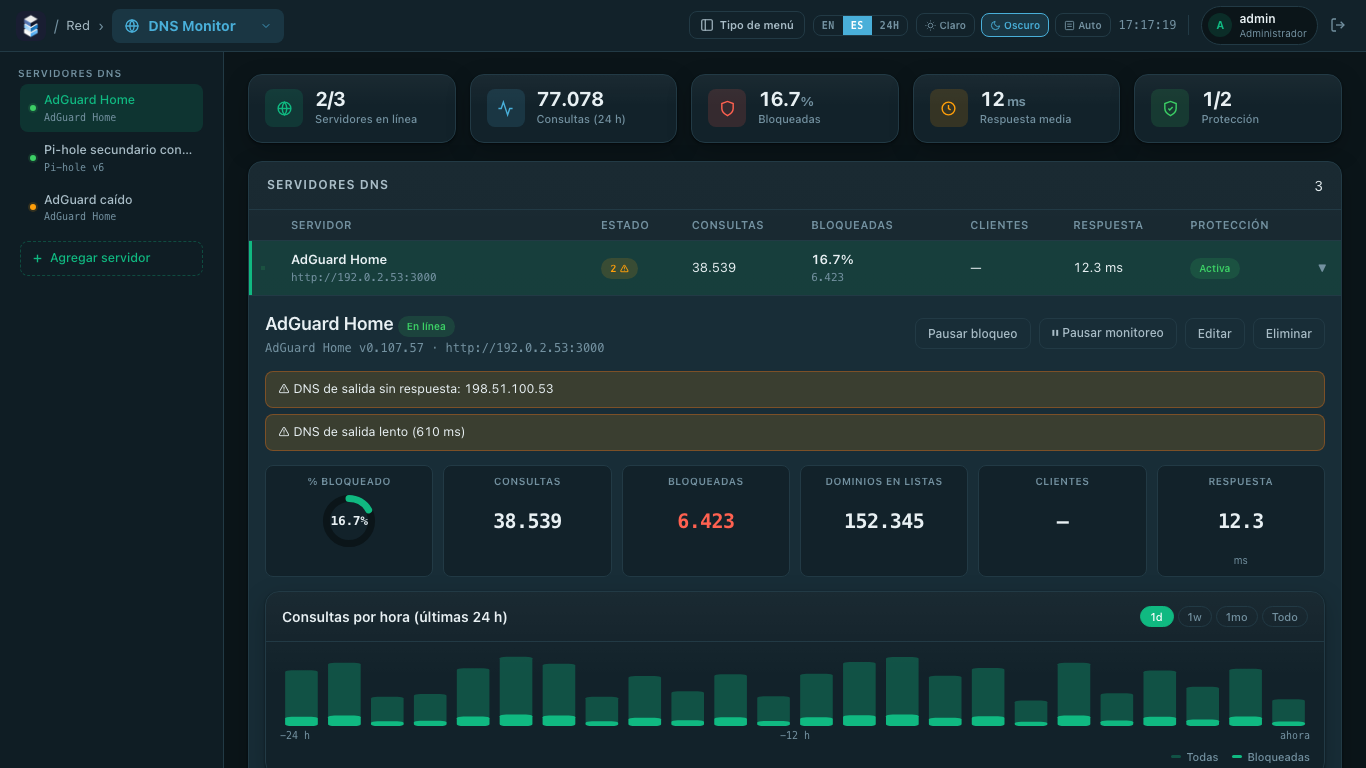 / Red › DNS Monitor
Tipo de menú
EN ES 24H
Claro
Oscuro
Auto
17:17:19
A
admin
Administrador
SERVIDORES DNS
AdGuard Home
AdGuard Home
Pi-hole secundario con...
Pi-hole v6
AdGuard caído
AdGuard Home
+ Agregar servidor
2/3
Servidores en línea
77.078
Consultas (24 h)
16.7%
Bloqueadas
12 ms
Respuesta media
1/2
Protección
SERVIDORES DNS 3
SERVIDOR ESTADO CONSULTAS BLOQUEADAS CLIENTES RESPUESTA PROTECCIÓN
AdGuard Home
http://192.0.2.53:3000
2 ⚠
38.539
16.7%
6.423
—
12.3 ms
Activa
▼
AdGuard Home En línea
AdGuard Home v0.107.57 · http://192.0.2.53:3000
Pausar bloqueo
Pausar monitoreo
Editar
Eliminar
⚠ DNS de salida sin respuesta: 198.51.100.53
⚠ DNS de salida lento (610 ms)
% BLOQUEADO
16.7%
CONSULTAS
38.539
BLOQUEADAS
6.423
DOMINIOS EN LISTAS
152.345
CLIENTES
—
RESPUESTA
12.3
ms
Consultas por hora (últimas 24 h)
1d 1w 1mo Todo
−24 h −12 h ahora
Todas Bloqueadas